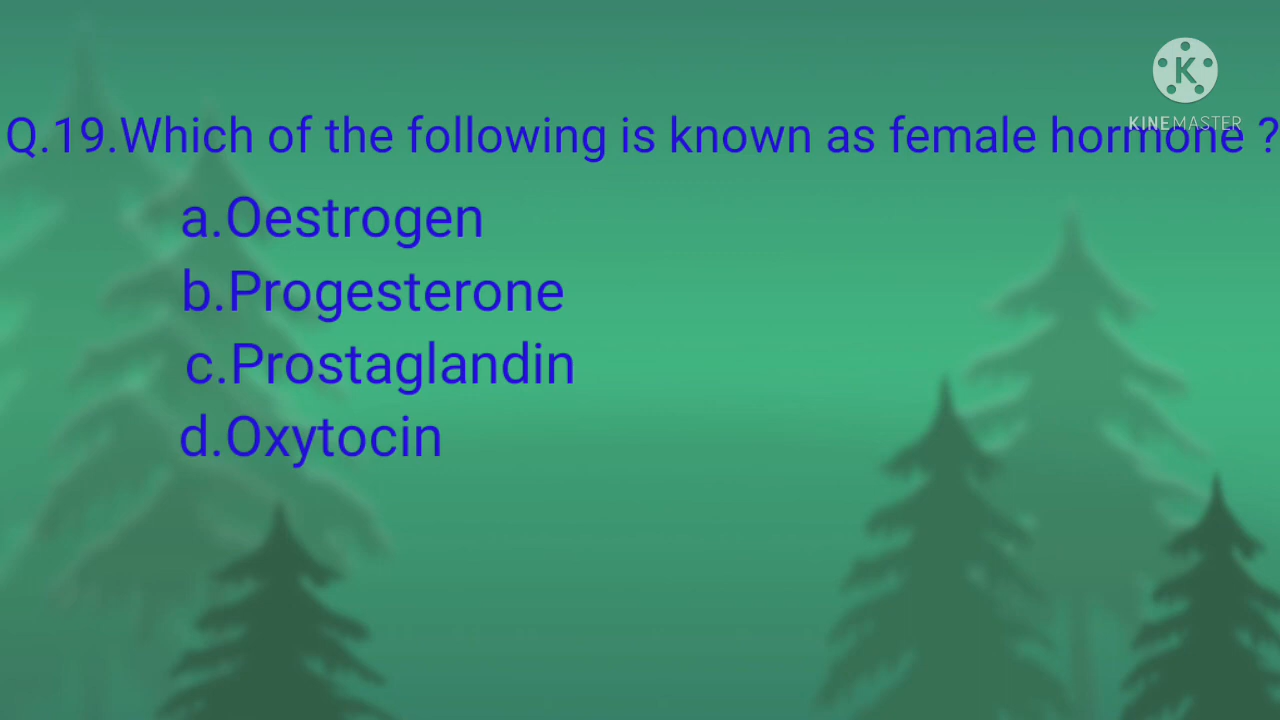 KINEMASTER
Q.19.Which of the following is known as female hormone ?
a.Oestrogen
b.Progesterone
c.Prostaglandin
d.Oxytocin